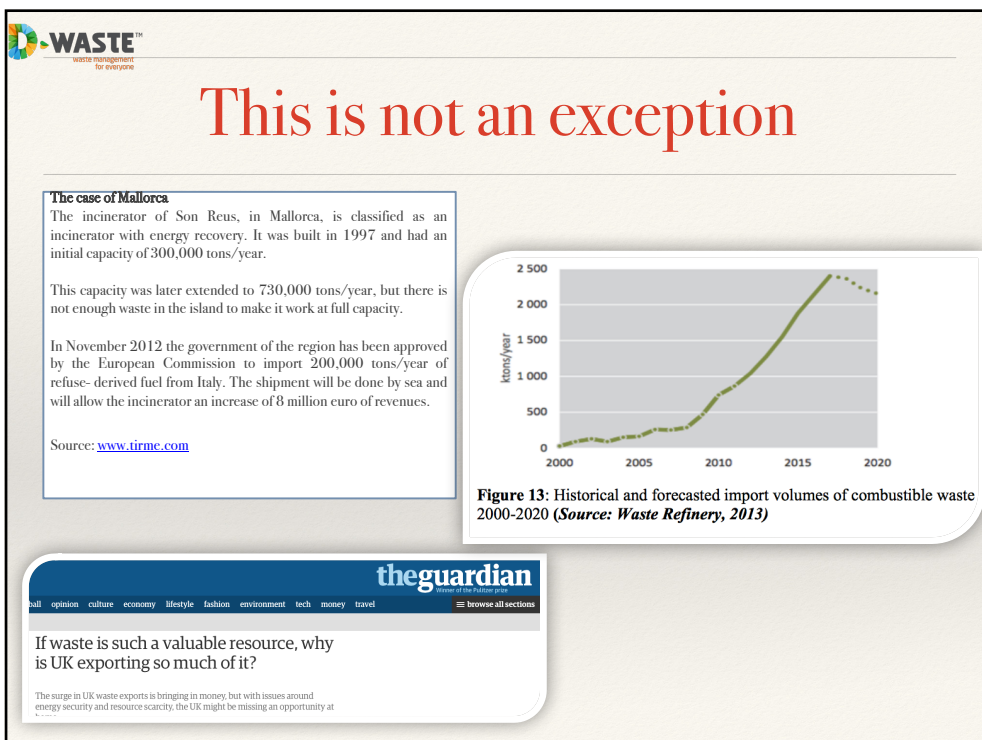 D-WASTE™
waste management
for everyone
This is not an exception
The case of Mallorca
The incinerator of Son Reus, in Mallorca, is classified as an
incinerator with energy recovery. It was built in 1997 and had an
initial capacity of 300,000 tons/year.
This capacity was later extended to 730,000 tons/year, but there is
not enough waste in the island to make it work at full capacity.
In November 2012 the government of the region has been approved
by the European Commission to import 200,000 tons/year of
refuse- derived fuel from Italy. The shipment will be done by sea and
will allow the incinerator an increase of 8 million euro of revenues.
Source: www.tirme.com
2 500
2 000
1 500
1 000
500
0
ktons/year
2000 2005 2010 2015 2020
Figure 13: Historical and forecasted import volumes of combustible waste
2000-2020 (Source: Waste Refinery, 2013)
theguardian
Winner of the Pulitzer prize
ball opinion culture economy lifestyle fashion environment tech money travel browse all sections
If waste is such a valuable resource, why
is UK exporting so much of it?
The surge in UK waste exports is bringing in money, but with issues around
energy security and resource scarcity, the UK might be missing an opportunity at